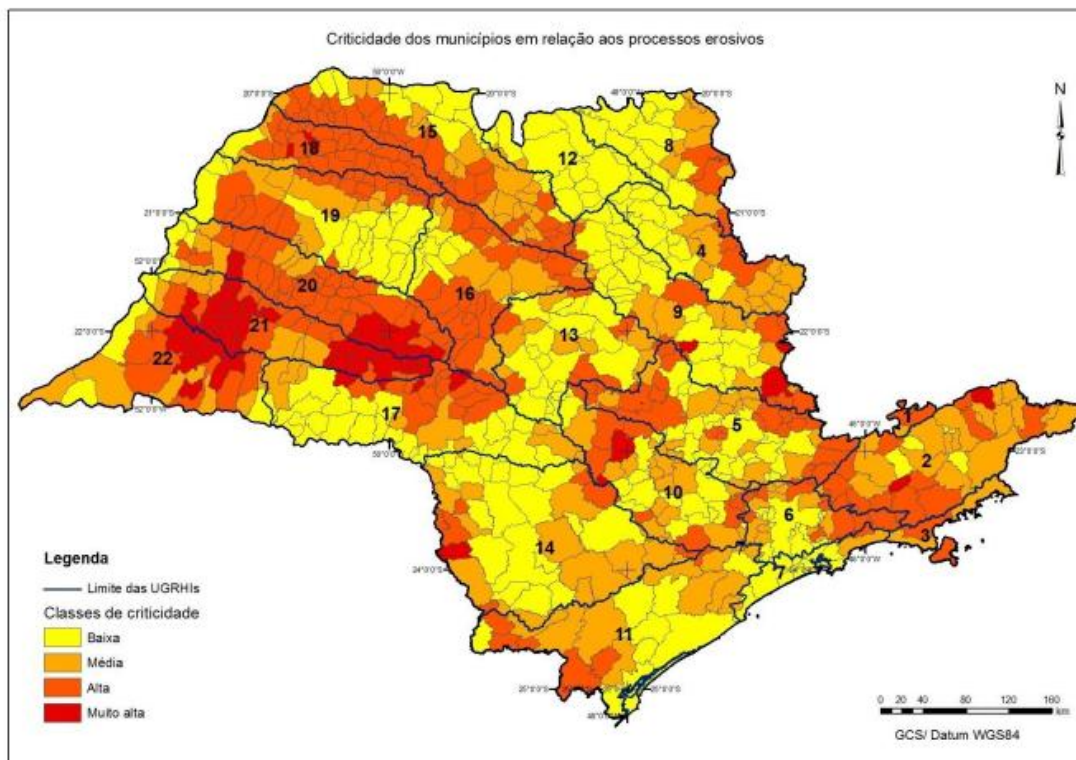 Criticidade dos municípios em relação aos processos erosivos
N
15
18
12
8
19
4
20
16
9
21
13
22
17
5
1
2
10
6
3
14
7
11
Legenda
Limite das UGRHIs
Classes de criticidade
Baixa
Média
Alta
Muito alta
0 20 40 80 120 160
km
GCS/ Datum WGS84